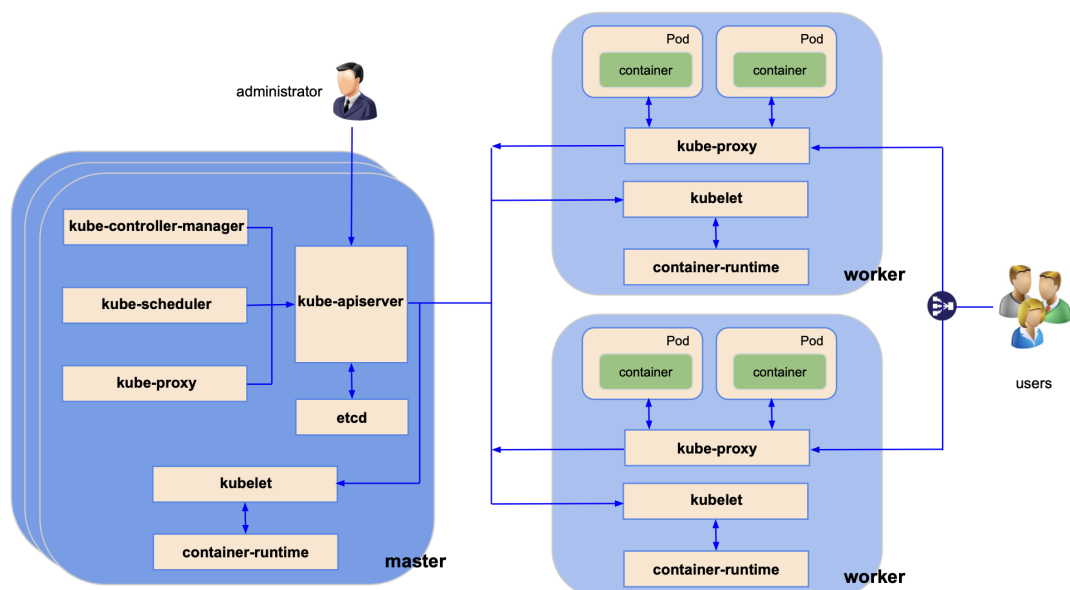 administrator
kube-controller-manager
kube-scheduler
kube-apiserver
kube-proxy
etcd
kubelet
container-runtime
master
Pod
container
Pod
container
kube-proxy
kubelet
container-runtime
worker
Pod
container
Pod
container
kube-proxy
kubelet
container-runtime
worker
users